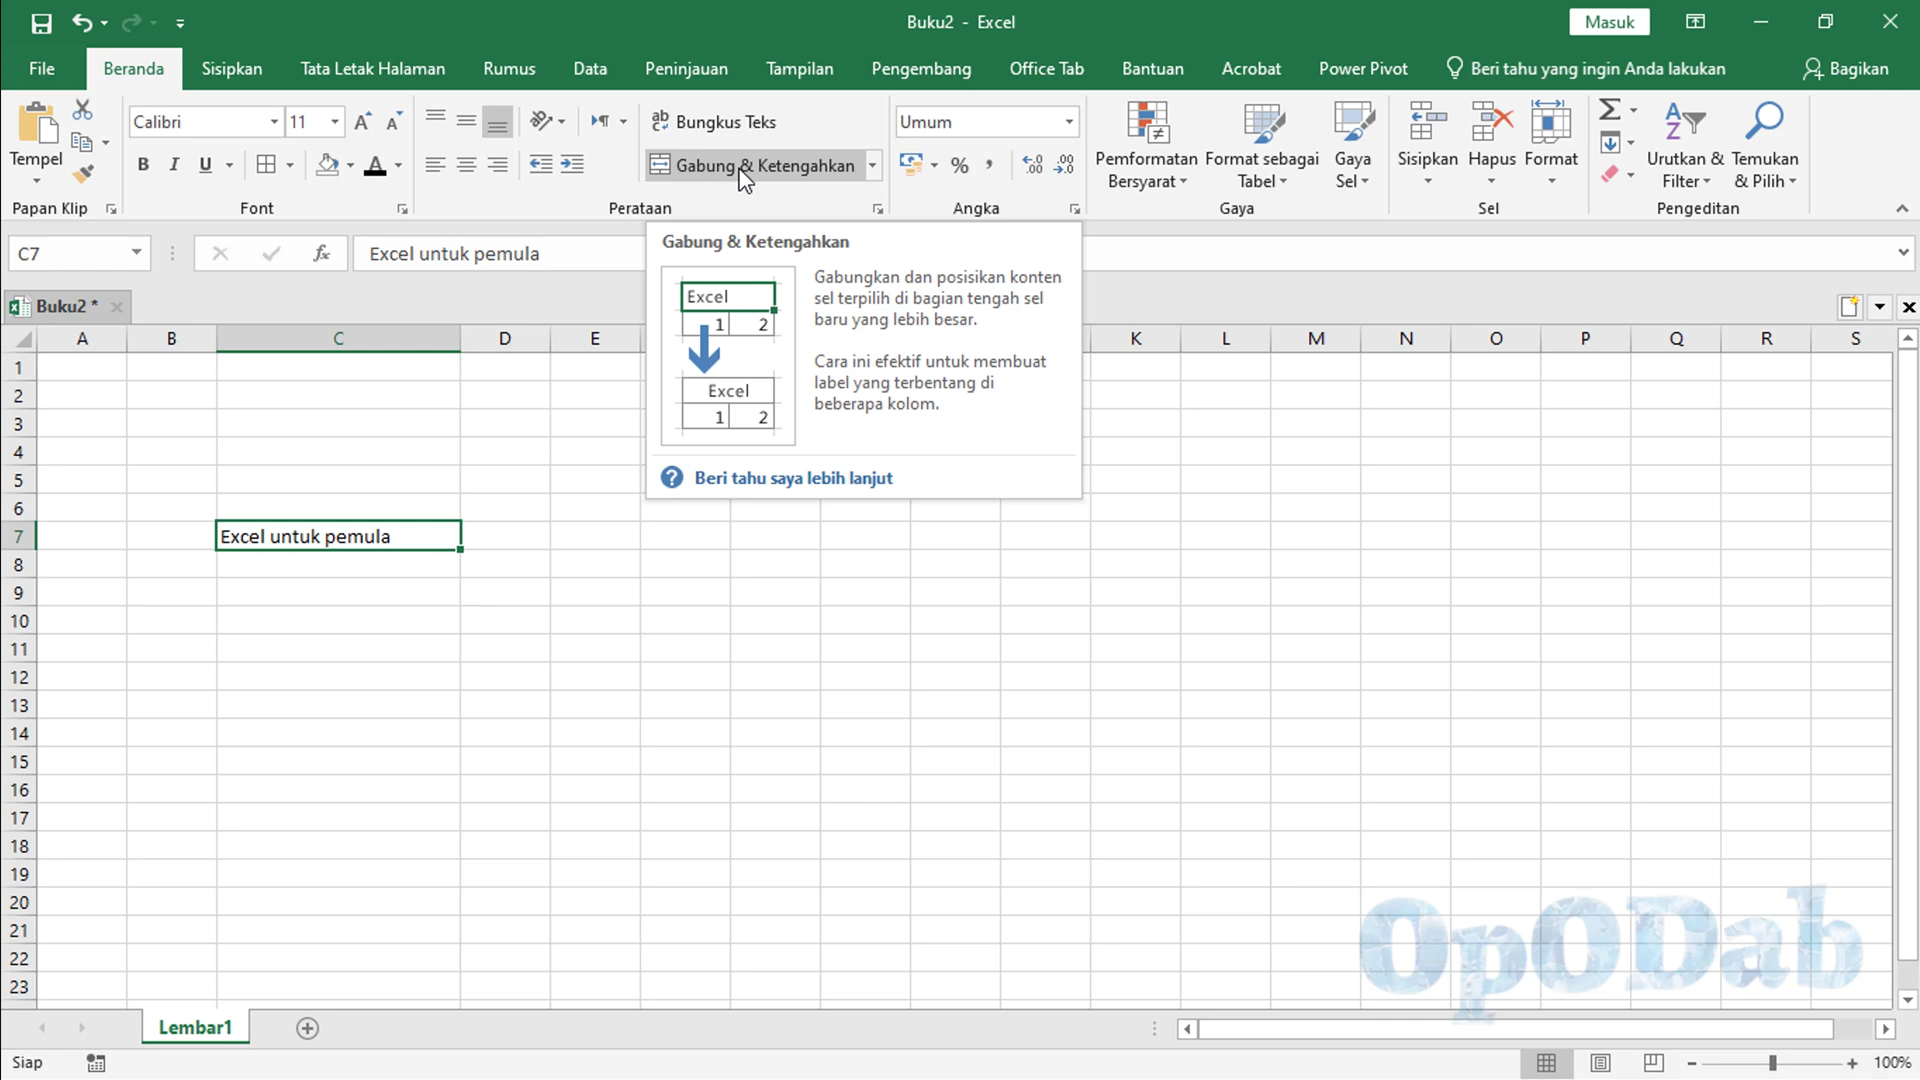 Buku2 - Excel
Masuk
File Beranda Sisipkan Tata Letak Halaman Rumus Data Peninjauan Tampilan Pengembang Office Tab Bantuan Acrobat Power Pivot Beri tahu yang ingin Anda lakukan Bagikan
Tempel
Papan Klip
Calibri 11
B I U A
Font
ab Bungkus Teks
Gabung & Ketengahkan
Perataan
Umum
% , 
Angka
Pemformatan Bersyarat
Format sebagai Tabel
Gaya Sel
Gaya
Sisipkan Hapus Format
Sel
Urutkan & Filter
Temukan & Pilih
Pengeditan
C7 fx Excel untuk pemula
Gabung & Ketengahkan
Excel
1 2
Excel
1 2
Gabungkan dan posisikan konten
sel terpilih di bagian tengah sel
baru yang lebih besar.
Cara ini efektif untuk membuat
label yang terbentang di
beberapa kolom.
? Beri tahu saya lebih lanjut
Buku2 *
A B C D E K L M N O P Q R S
1
2
3
4
5
6
7 Excel untuk pemula
8
9
10
11
12
13
14
15
16
17
18
19
20
21
22
23
OpODab
Lembar1
Siap
100%